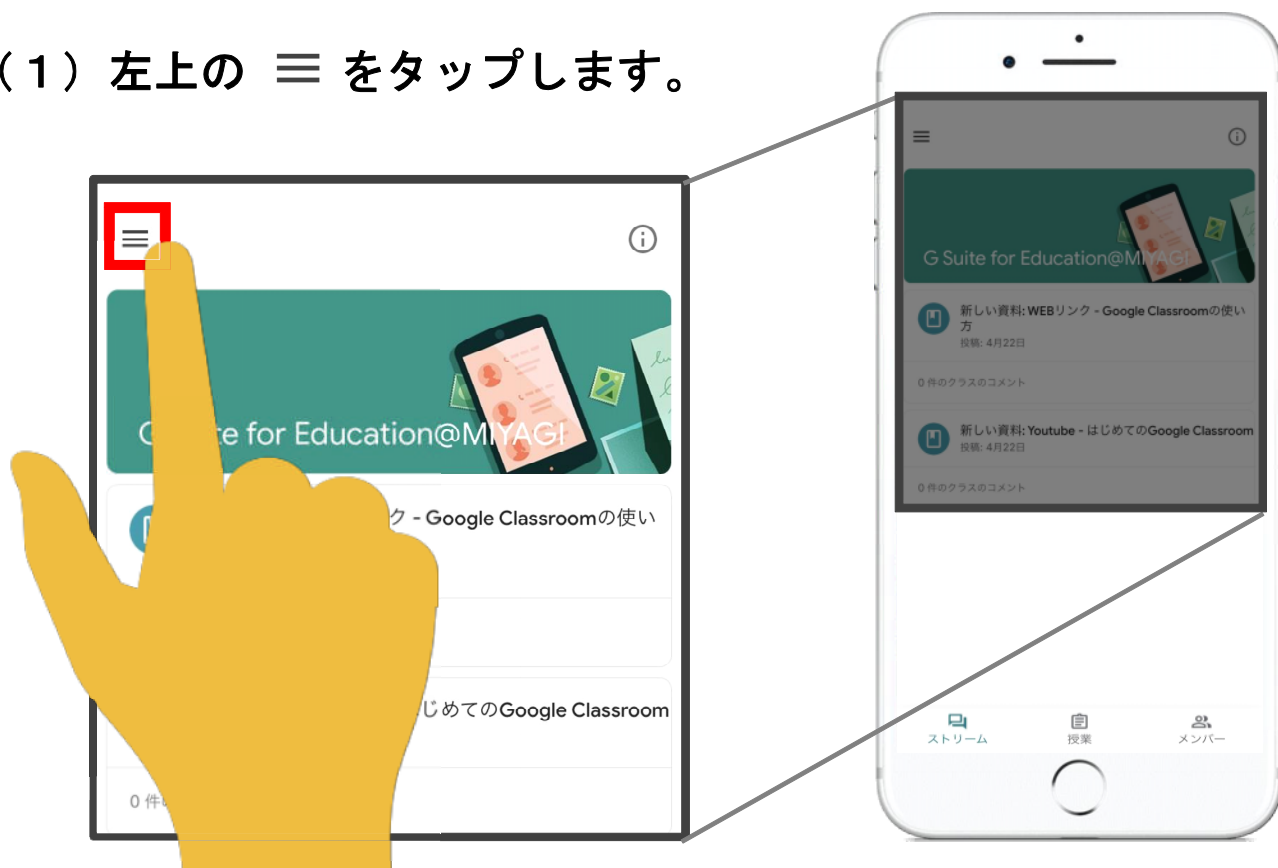 （１）左上の ≡ をタップします。
G te for Education@MIYAGI
ク - Google Classroomの使い
じめてのGoogle Classroom
0 件
G Suite for Education@MIYAGI
新しい資料: WEBリンク - Google Classroomの使い
方
投稿: 4月22日
0 件のクラスのコメント
新しい資料: Youtube - はじめてのGoogle Classroom
投稿: 4月22日
0 件のクラスのコメント
ストリーム 授業 メンバー